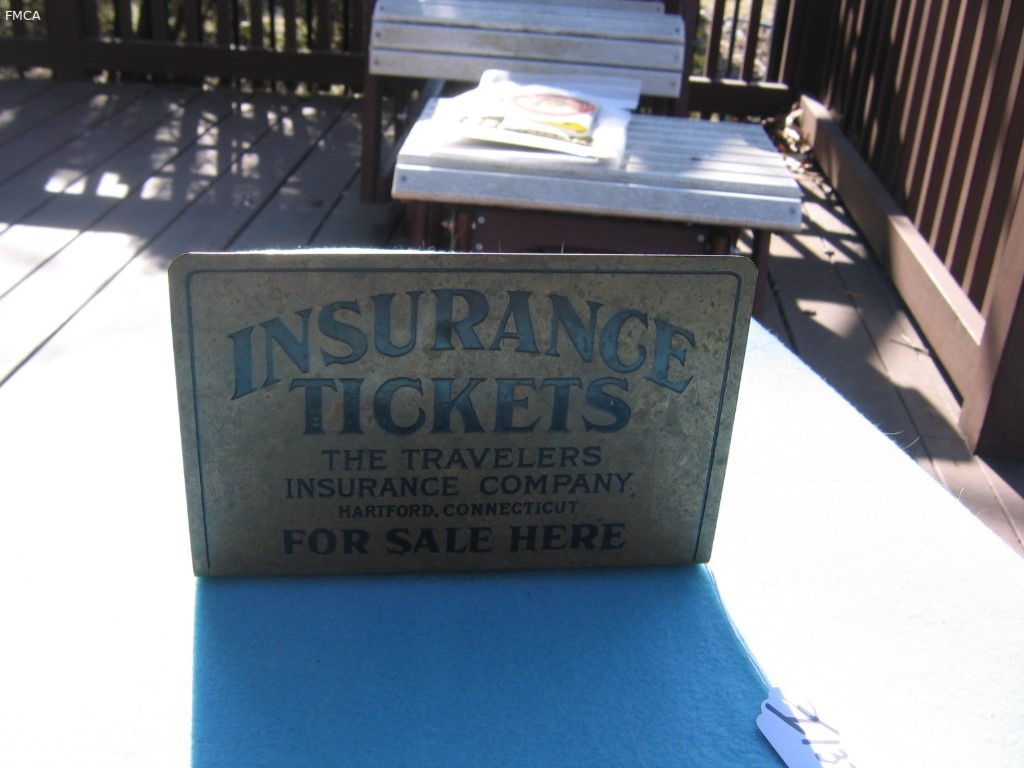 FMCA
INSURANCE
TICKETS
THE TRAVELERS
INSURANCE COMPANY,
HARTFORD, CONNECTICUT
FOR SALE HERE